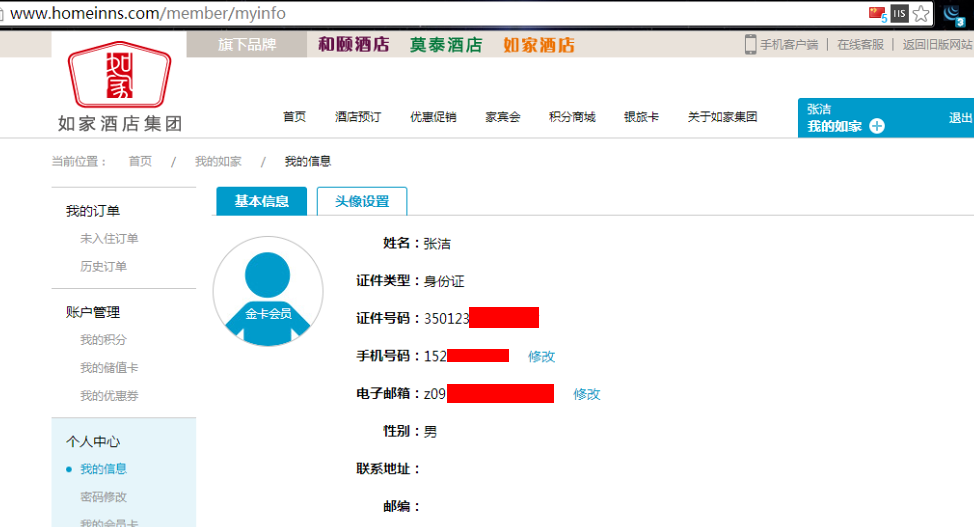 www.homeinns.com/member/myinfo
5 IIS 3
旗下品牌 和颐酒店 莫泰酒店 如家酒店 手机客户端 | 在线客服 | 返回旧版网站
如家
如家酒店集团
首页 酒店预订 优惠促销 家宾会 积分商城 银旅卡 关于如家集团
张洁
我的如家 退出
当前位置： 首页 / 我的如家 / 我的信息
我的订单
未入住订单
历史订单
账户管理
我的积分
我的储值卡
我的优惠券
个人中心
我的信息
密码修改
我的会员卡
基本信息 头像设置
金卡会员
姓名：张洁
证件类型：身份证
证件号码：350123
手机号码：152 修改
电子邮箱：z09 修改
性别：男
联系地址：
邮编：